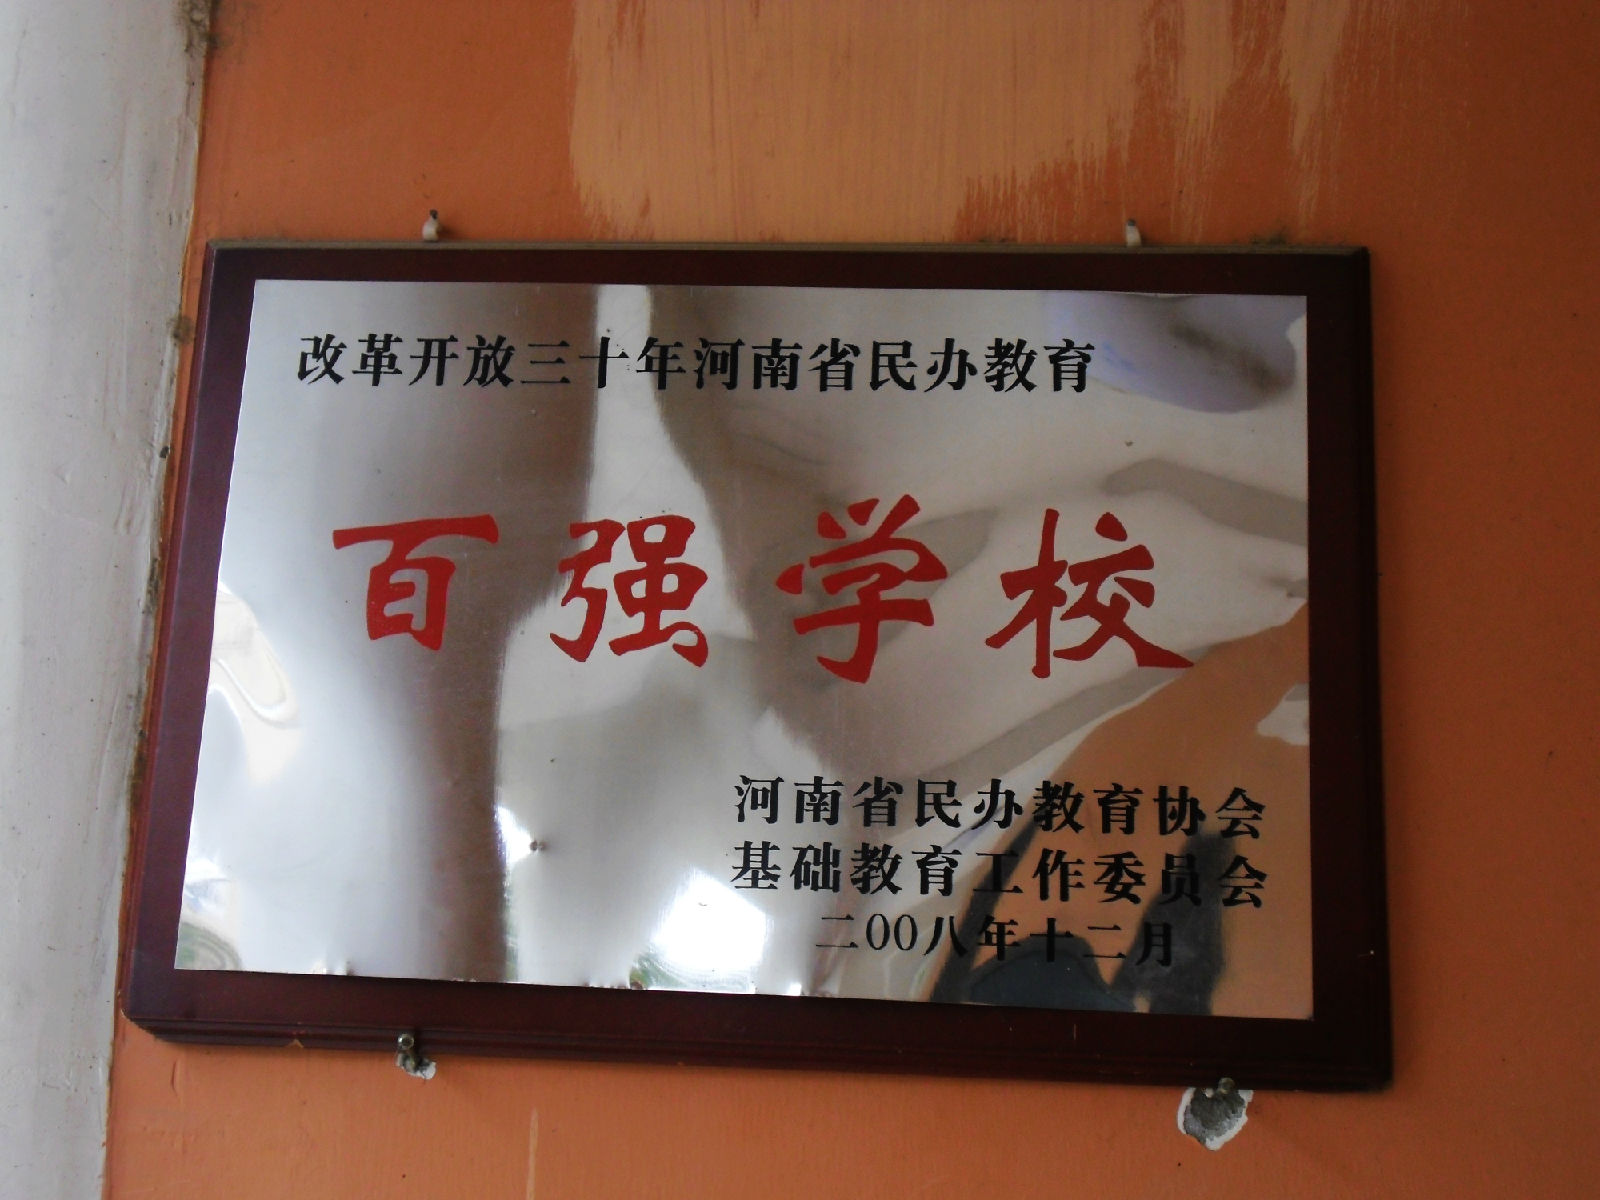 改革开放三十年河南省民办教育
百强学校
河南省民办教育协会
基础教育工作委员会
二00八年十二月